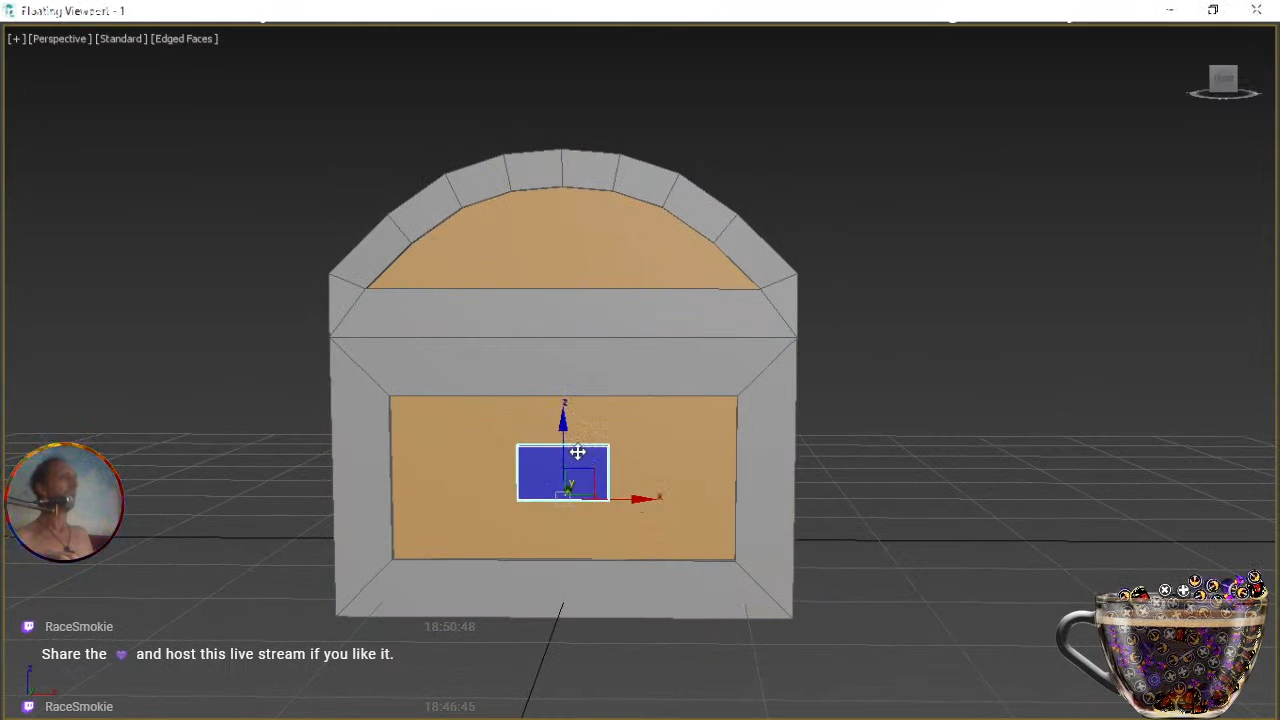 Floating Viewport - 1
[+] [Perspective] [Standard] [Edged Faces]
z
y
x
RaceSmokie 18:50:48
Share the 💜 and host this live stream if you like it.
z
RaceSmokie 18:46:45